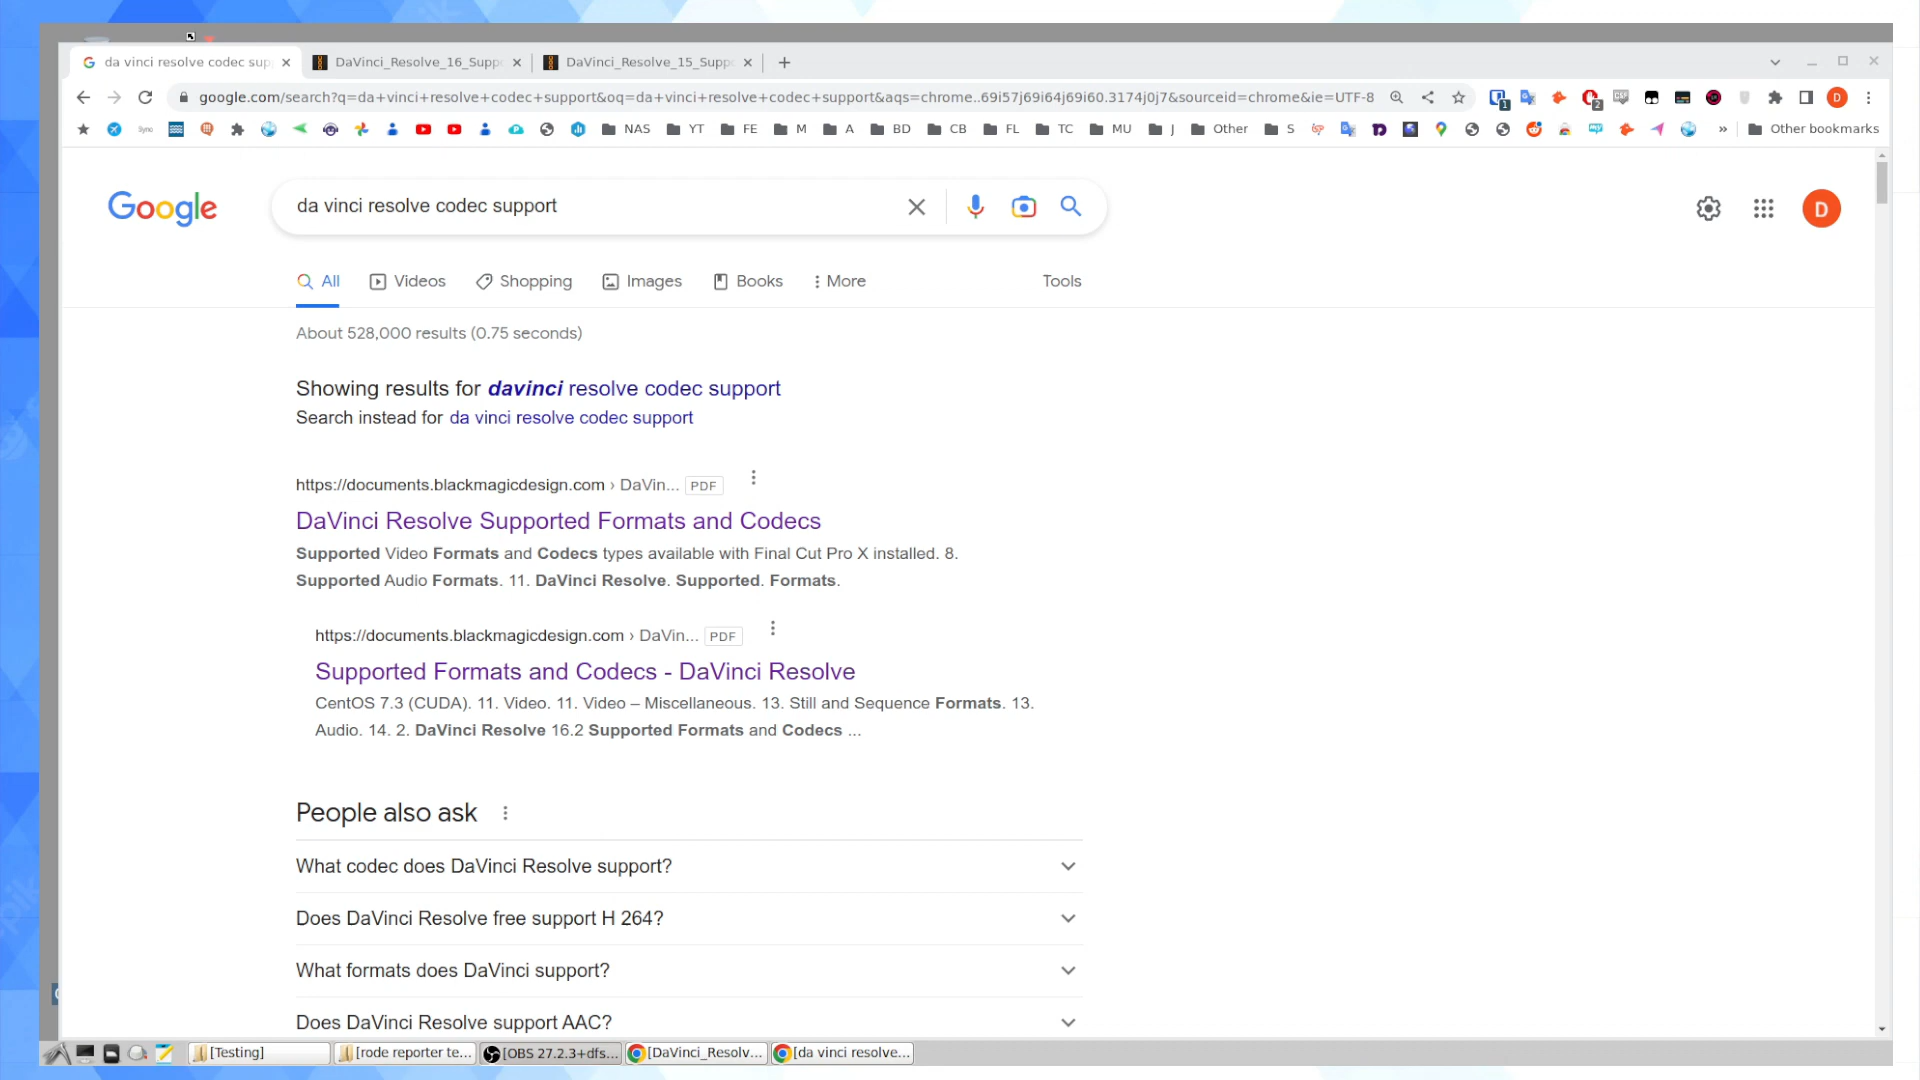 da vinci resolve codec sup
DaVinci_Resolve_16_Supp
DaVinci_Resolve_15_Supp
google.com/search?q=da+vinci+resolve+codec+support&oq=da+vinci+resolve+codec+support&aqs=chrome..69i57j69i64j69i60.3174j0j7&sourceid=chrome&ie=UTF-8
1
2
D
Sync
NAS
YT
FE
M
A
BD
CB
FL
TC
MU
J
Other
S
»
Other bookmarks
Google
da vinci resolve codec support
D
All
Videos
Shopping
Images
Books
More
Tools
About 528,000 results (0.75 seconds)
Showing results for davinci resolve codec support
Search instead for da vinci resolve codec support
https://documents.blackmagicdesign.com › DaVin... PDF
DaVinci Resolve Supported Formats and Codecs
Supported Video Formats and Codecs types available with Final Cut Pro X installed. 8.
Supported Audio Formats. 11. DaVinci Resolve. Supported. Formats.
https://documents.blackmagicdesign.com › DaVin... PDF
Supported Formats and Codecs - DaVinci Resolve
CentOS 7.3 (CUDA). 11. Video. 11. Video – Miscellaneous. 13. Still and Sequence Formats. 13.
Audio. 14. 2. DaVinci Resolve 16.2 Supported Formats and Codecs ...
People also ask
What codec does DaVinci Resolve support?
Does DaVinci Resolve free support H 264?
What formats does DaVinci support?
Does DaVinci Resolve support AAC?
[Testing]
[rode reporter te...
[OBS 27.2.3+dfs...
[DaVinci_Resolv...
[da vinci resolve...